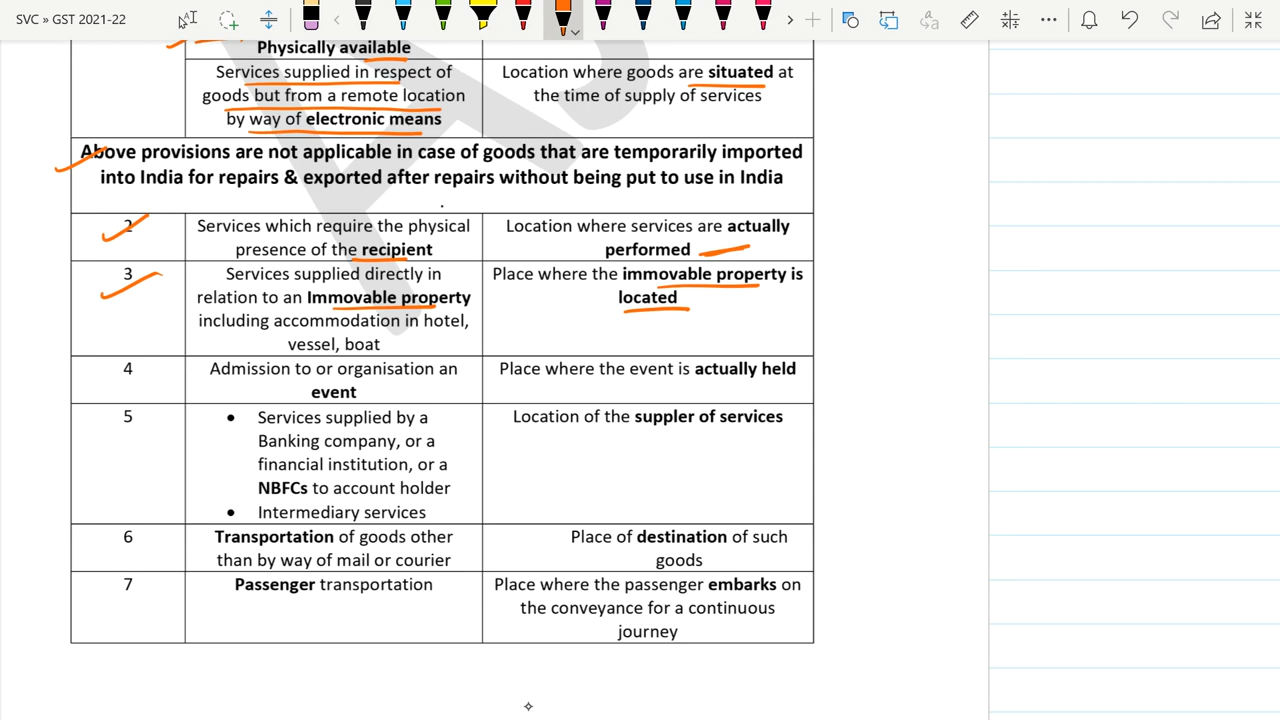 SVC » GST 2021-22
Physically available
Services supplied in respect of goods but from a remote location by way of electronic means
Location where goods are situated at the time of supply of services
Above provisions are not applicable in case of goods that are temporarily imported
into India for repairs & exported after repairs without being put to use in India
.
2
Services which require the physical
presence of the recipient
Location where services are actually
performed
3
Services supplied directly in
relation to an Immovable property
including accommodation in hotel,
vessel, boat
Place where the immovable property is
located
4
Admission to or organisation an
event
Place where the event is actually held
5
• Services supplied by a
Banking company, or a
financial institution, or a
NBFCs to account holder
• Intermediary services
Location of the suppler of services
6
Transportation of goods other
than by way of mail or courier
Place of destination of such
goods
7
Passenger transportation
Place where the passenger embarks on
the conveyance for a continuous
journey